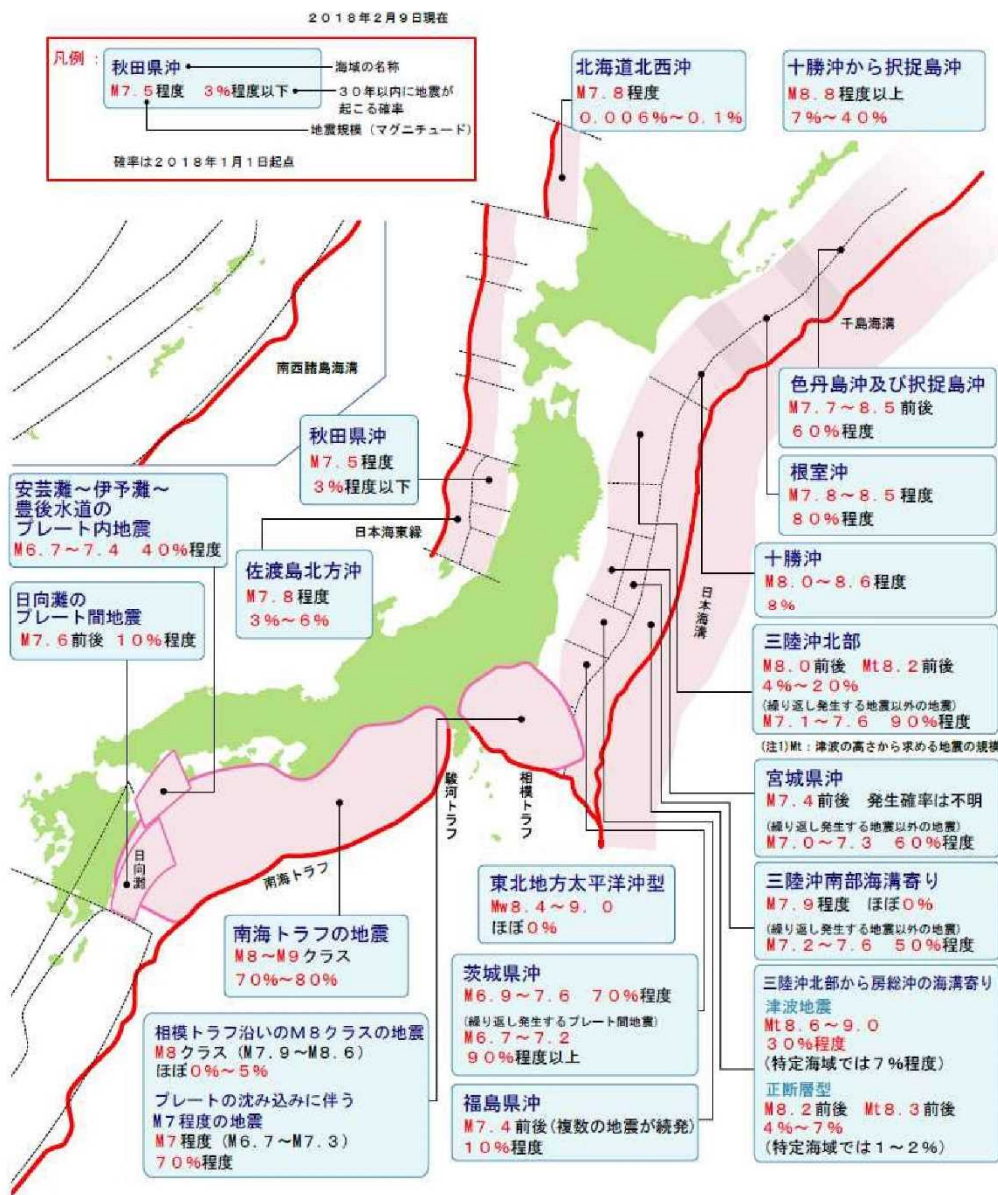 2018年2月9日現在
凡例：
秋田県沖
M7.5程度 3%程度以下
海域の名称
30年以内に地震が
起こる確率
地震規模（マグニチュード）
確率は2018年1月1日起点
北海道北西沖
M7.8程度
0.006%～0.1%
十勝沖から択捉島沖
M8.8程度以上
7%～40%
南西諸島海溝
千島海溝
色丹島沖及び択捉島沖
M7.7～8.5前後
60%程度
秋田県沖
M7.5程度
3%程度以下
根室沖
M7.8～8.5程度
80%程度
安芸灘～伊予灘～
豊後水道の
プレート内地震
M6.7～7.4 40%程度
日本海東縁
佐渡島北方沖
M7.8程度
3%～6%
十勝沖
M8.0～8.6程度
8%
日向灘の
プレート間地震
M7.6前後 10%程度
日本海溝
三陸沖北部
M8.0前後 Mt8.2前後
4%～20%
(繰り返し発生する地震以外の地震)
M7.1～7.6 90%程度
(注1)Mt：津波の高さから求める地震の規模
駿河トラフ
相模トラフ
宮城県沖
M7.4前後 発生確率は不明
(繰り返し発生する地震以外の地震)
M7.0～7.3 60%程度
日向灘
南海トラフ
東北地方太平洋沖型
Mw8.4～9.0
ほぼ0%
三陸沖南部海溝寄り
M7.9程度 ほぼ0%
(繰り返し発生する地震以外の地震)
M7.2～7.6 50%程度
南海トラフの地震
M8～M9クラス
70%～80%
茨城県沖
M6.9～7.6 70%程度
(繰り返し発生するプレート間地震)
M6.7～7.2
90%程度以上
三陸沖北部から房総沖の海溝寄り
津波地震
Mt8.6～9.0
30%程度
(特定海域では7%程度)
正断層型
M8.2前後 Mt8.3前後
4%～7%
(特定海域では1～2%)
相模トラフ沿いのM8クラスの地震
M8クラス（M7.9～M8.6）
ほぼ0%～5%
プレートの沈み込みに伴う
M7程度の地震
M7程度（M6.7～M7.3）
70%程度
福島県沖
M7.4前後(複数の地震が続発)
10%程度